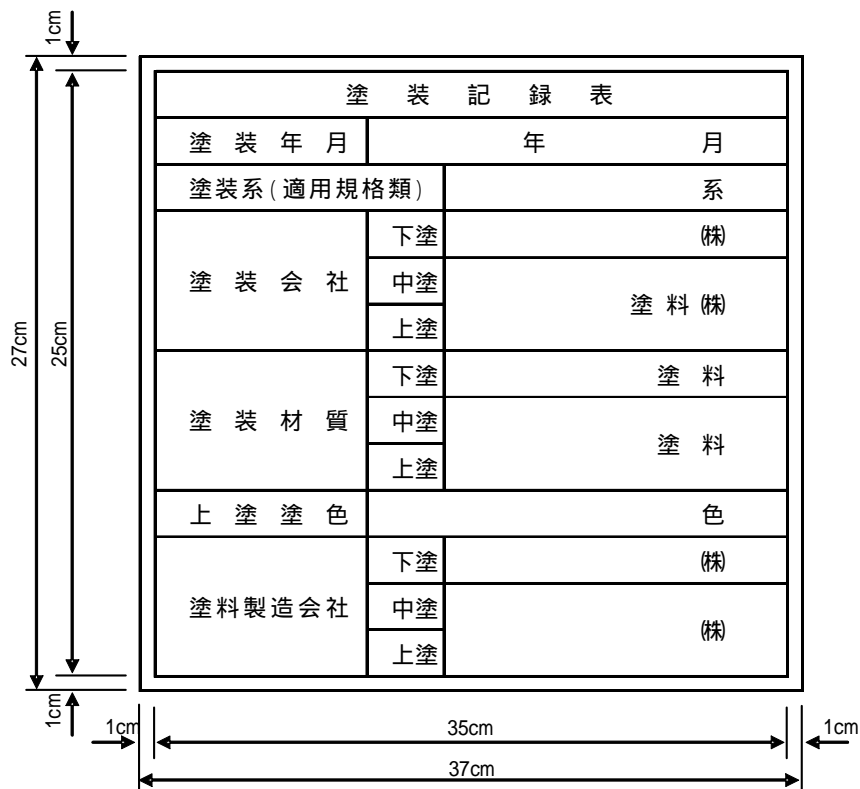 1cm
塗装記録表
塗装年月 年 月
塗装系(適用規格類) 系
塗装会社 下塗 ㈱
中塗 塗料㈱
上塗
塗装材質 下塗 塗料
中塗 塗料
上塗
上塗塗色 色
塗料製造会社 下塗 ㈱
中塗 ㈱
上塗
27cm
25cm
1cm
1cm 35cm 1cm
37cm